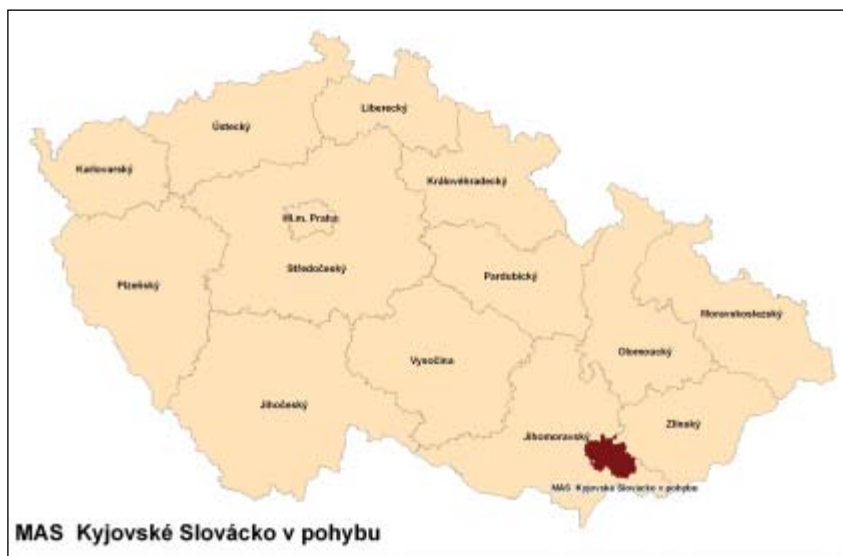 Liberecký
Ústecký
Karlovarský
Královéhradecký
Hl.m. Praha
Středočeský
Pardubický
Plzeňský
Moravskoslezský
Olomoucký
Vysočina
Jihočeský
Zlínský
Jihomoravský
MAS Kyjovské Slovácko v pohybu
MAS Kyjovské Slovácko v pohybu